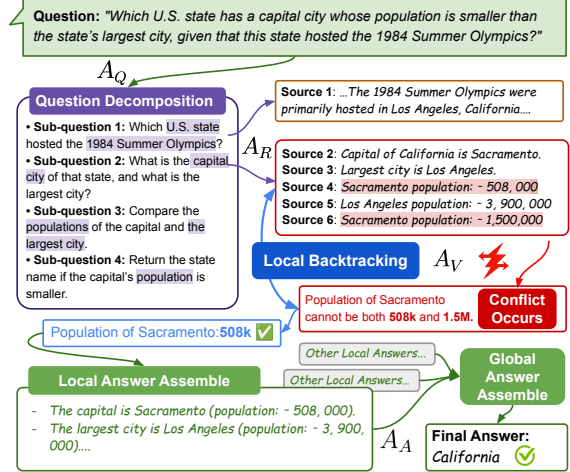 Question: "Which U.S. state has a capital city whose population is smaller than
the state's largest city, given that this state hosted the 1984 Summer Olympics?"
A_Q
Question Decomposition
• Sub-question 1: Which U.S. state
hosted the 1984 Summer Olympics?
• Sub-question 2: What is the capital
city of that state, and what is the
largest city?
• Sub-question 3: Compare the
populations of the capital and the
largest city.
• Sub-question 4: Return the state
name if the capital's population is
smaller.
Source 1: …The 1984 Summer Olympics were
primarily hosted in Los Angeles, California….
A_R
Source 2: Capital of California is Sacramento.
Source 3: Largest city is Los Angeles.
Source 4: Sacramento population: ~ 508, 000
Source 5: Los Angeles population: ~ 3, 900, 000
Source 6: Sacramento population: ~ 1,500,000
Local Backtracking
A_V
Population of Sacramento
cannot be both 508k and 1.5M.
Conflict
Occurs
Population of Sacramento:508k ✅
Other Local Answers…
Other Local Answers…
Global
Answer
Assemble
Local Answer Assemble
- The capital is Sacramento (population: ~ 508, 000).
- The largest city is Los Angeles (population: ~ 3, 900,
000)….
A_A
Final Answer:
California